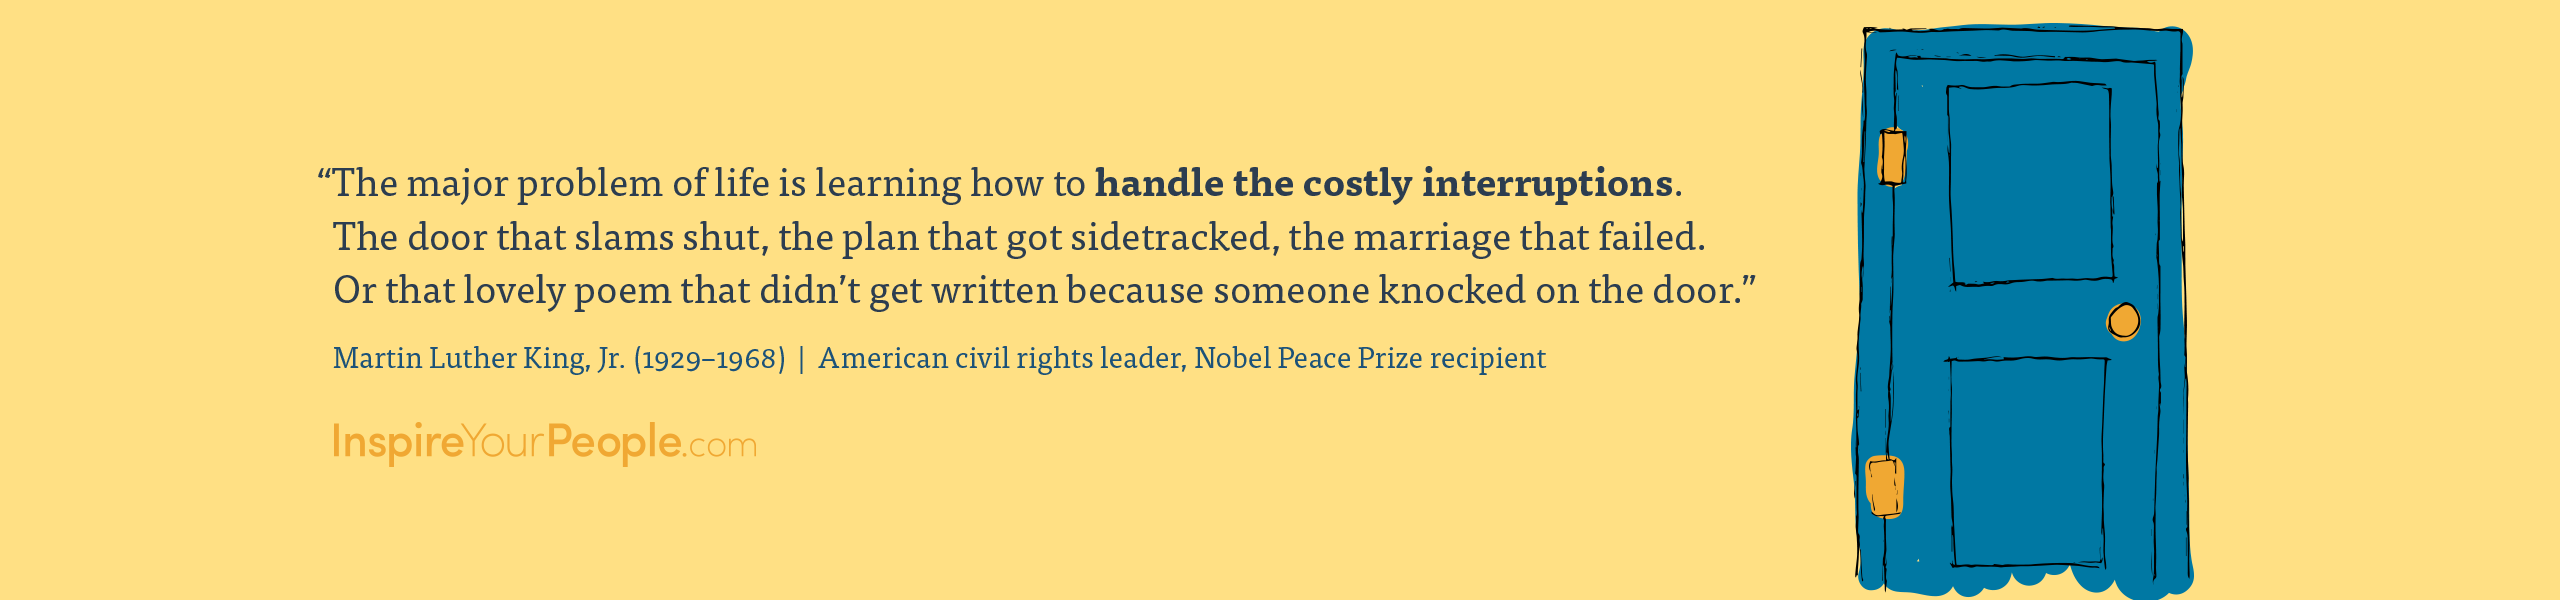 “The major problem of life is learning how to handle the costly interruptions.
The door that slams shut, the plan that got sidetracked, the marriage that failed.
Or that lovely poem that didn’t get written because someone knocked on the door.”
Martin Luther King, Jr. (1929–1968) | American civil rights leader, Nobel Peace Prize recipient
InspireYourPeople.com